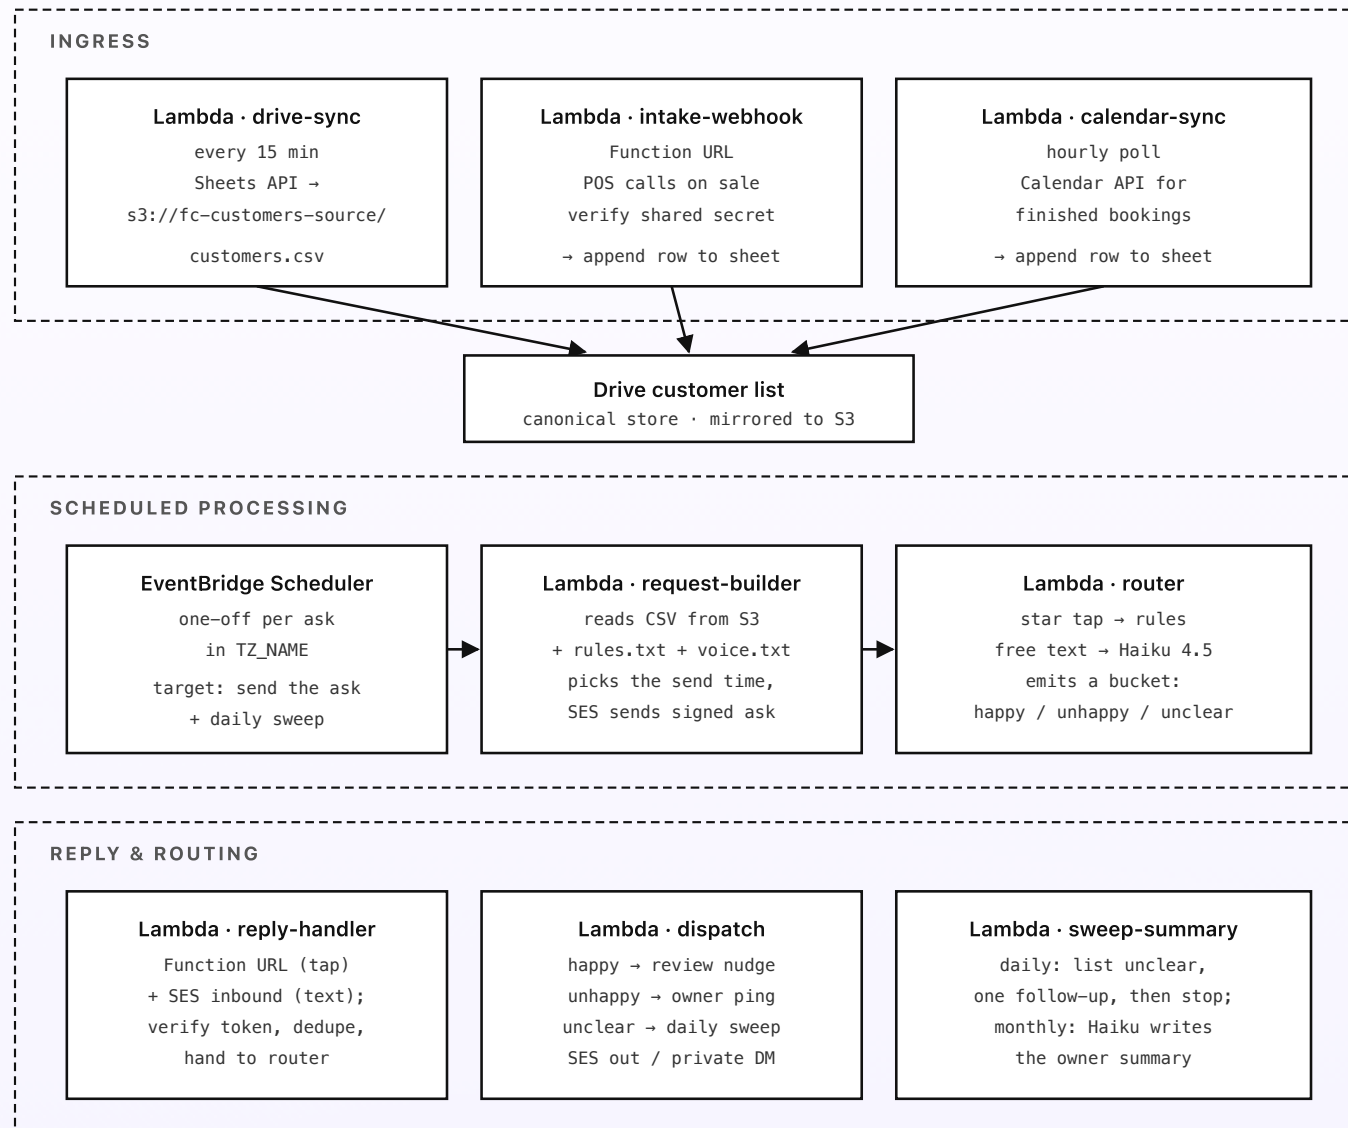 INGRESS
Lambda · drive-sync
every 15 min
Sheets API →
s3://fc-customers-source/
customers.csv
Lambda · intake-webhook
Function URL
POS calls on sale
verify shared secret
→ append row to sheet
Lambda · calendar-sync
hourly poll
Calendar API for
finished bookings
→ append row to sheet
Drive customer list
canonical store · mirrored to S3
SCHEDULED PROCESSING
EventBridge Scheduler
one-off per ask
in TZ_NAME
target: send the ask
+ daily sweep
Lambda · request-builder
reads CSV from S3
+ rules.txt + voice.txt
picks the send time,
SES sends signed ask
Lambda · router
star tap → rules
free text → Haiku 4.5
emits a bucket:
happy / unhappy / unclear
REPLY & ROUTING
Lambda · reply-handler
Function URL (tap)
+ SES inbound (text);
verify token, dedupe,
hand to router
Lambda · dispatch
happy → review nudge
unhappy → owner ping
unclear → daily sweep
SES out / private DM
Lambda · sweep-summary
daily: list unclear,
one follow-up, then stop;
monthly: Haiku writes
the owner summary